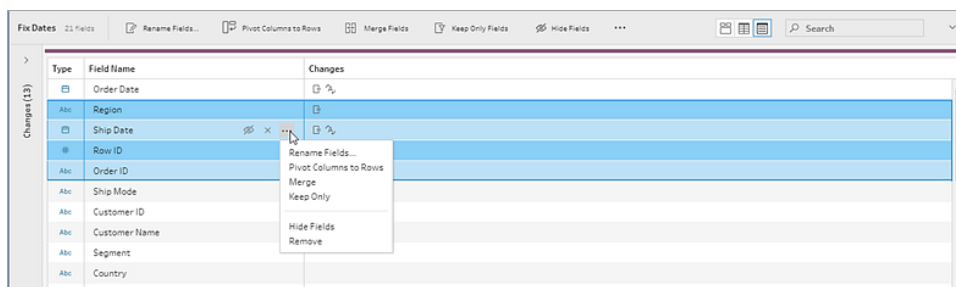 Fix Dates 21 fields Rename Fields... Pivot Columns to Rows Merge Fields Keep Only Fields Hide Fields ... Search
Changes (13)
Type Field Name Changes
Order Date
Abc Region
Ship Date
Row ID
Abc Order ID
Abc Ship Mode
Abc Customer ID
Abc Customer Name
Abc Segment
Abc Country
Rename Fields...
Pivot Columns to Rows
Merge
Keep Only
Hide Fields
Remove